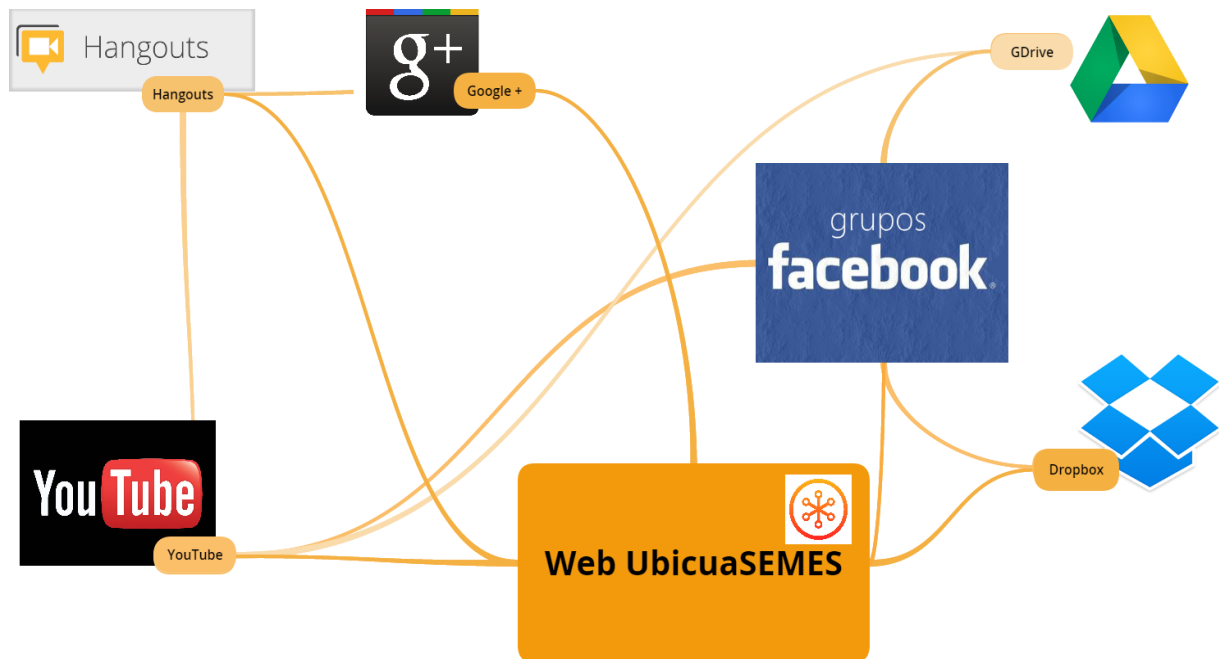 Hangouts
Hangouts
g+
Google +
GDrive
grupos
facebook®
YouTube
YouTube
Dropbox
Web UbicuaSEMES